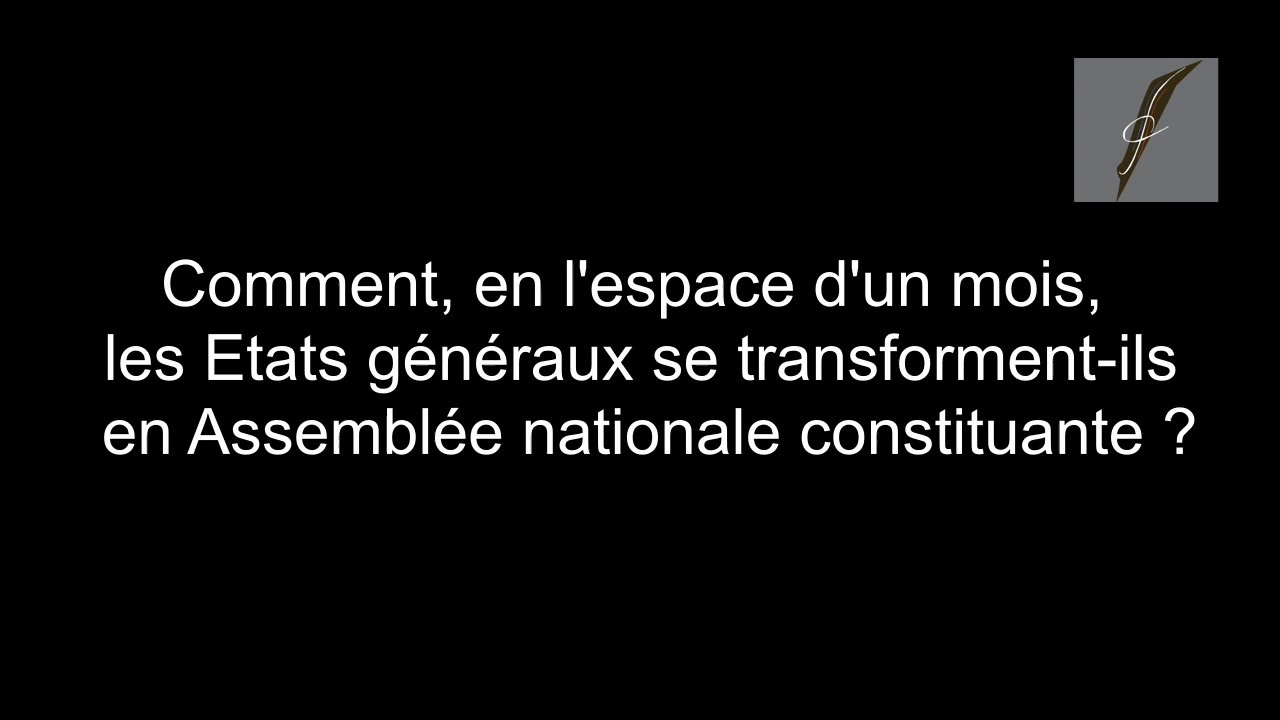 Comment, en l'espace d'un mois,
les Etats généraux se transforment-ils
en Assemblée nationale constituante ?